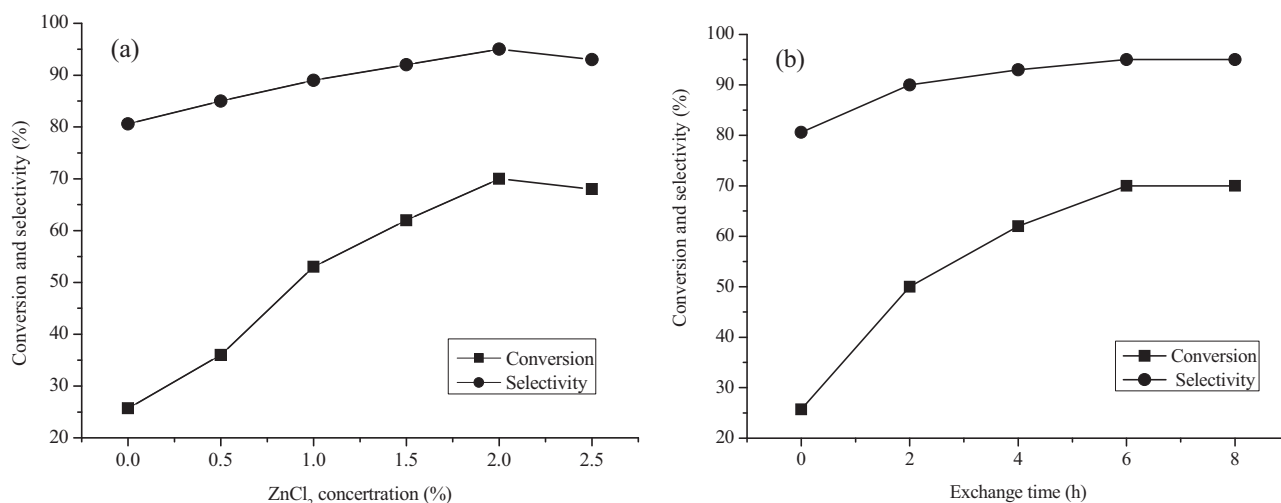 (a)
Conversion and selectivity (%)
100
90
80
70
60
50
40
30
20
0.0 0.5 1.0 1.5 2.0 2.5
ZnCl₂ concertration (%)
Conversion
Selectivity
(b)
Conversion and selectivity (%)
100
90
80
70
60
50
40
30
20
0 2 4 6 8
Exchange time (h)
Conversion
Selectivity